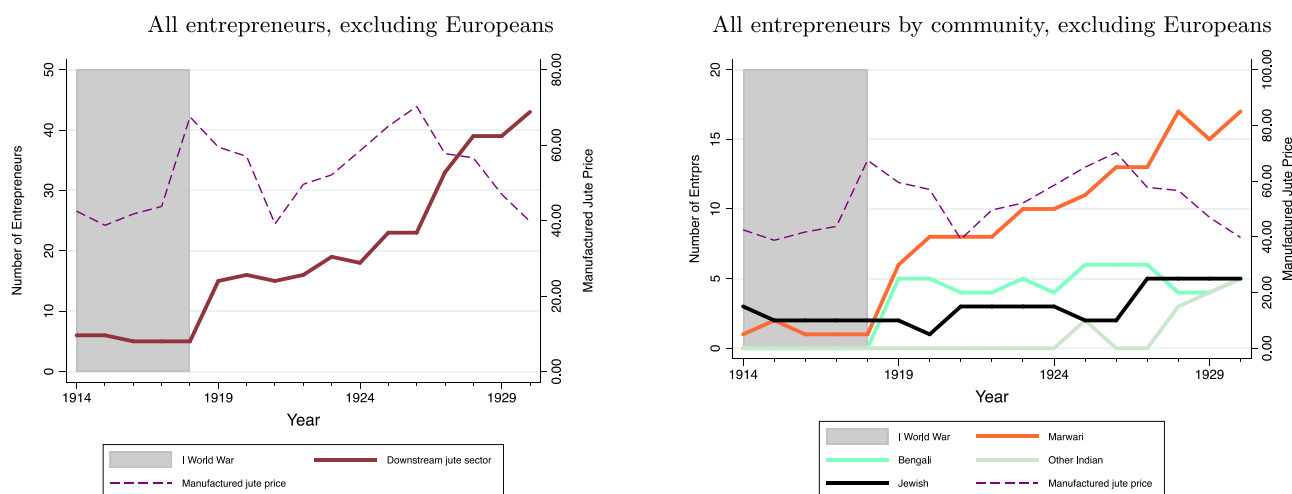 All entrepreneurs, excluding Europeans
Number of Entrepreneurs
50
40
30
20
10
0
80.00
60.00
40.00
20.00
0.00
Manufactured Jute Price
1914
1919
1924
1929
Year
I World War
Downstream jute sector
Manufactured jute price
All entrepreneurs by community, excluding Europeans
Number of Entrprs
20
15
10
5
0
100.00
80.00
60.00
40.00
20.00
0.00
Manufactured Jute Price
1914
1919
1924
1929
Year
I World War
Marwari
Bengali
Other Indian
Jewish
Manufactured jute price